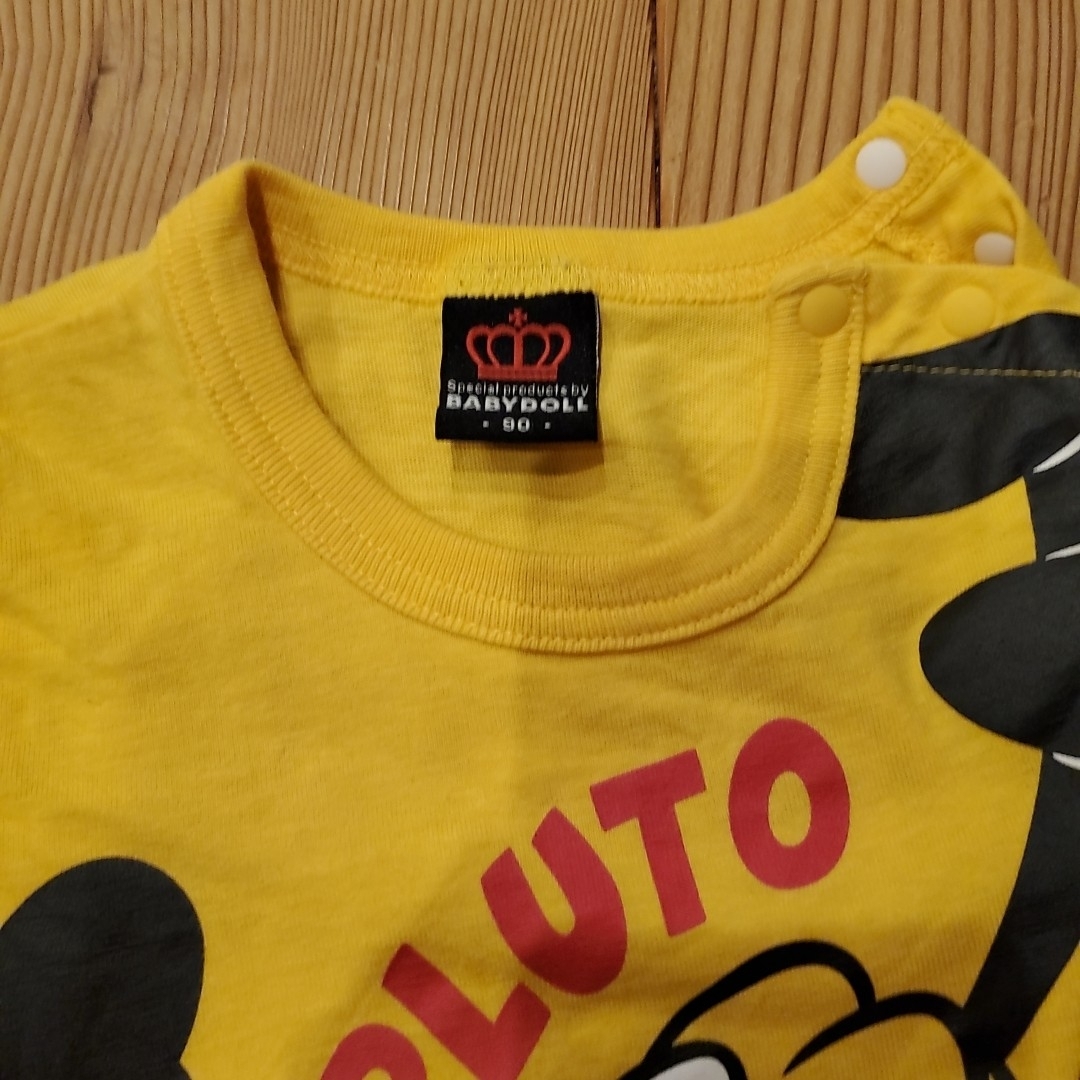 Special products by
BABYDOLL
· 90 ·
PLUTO